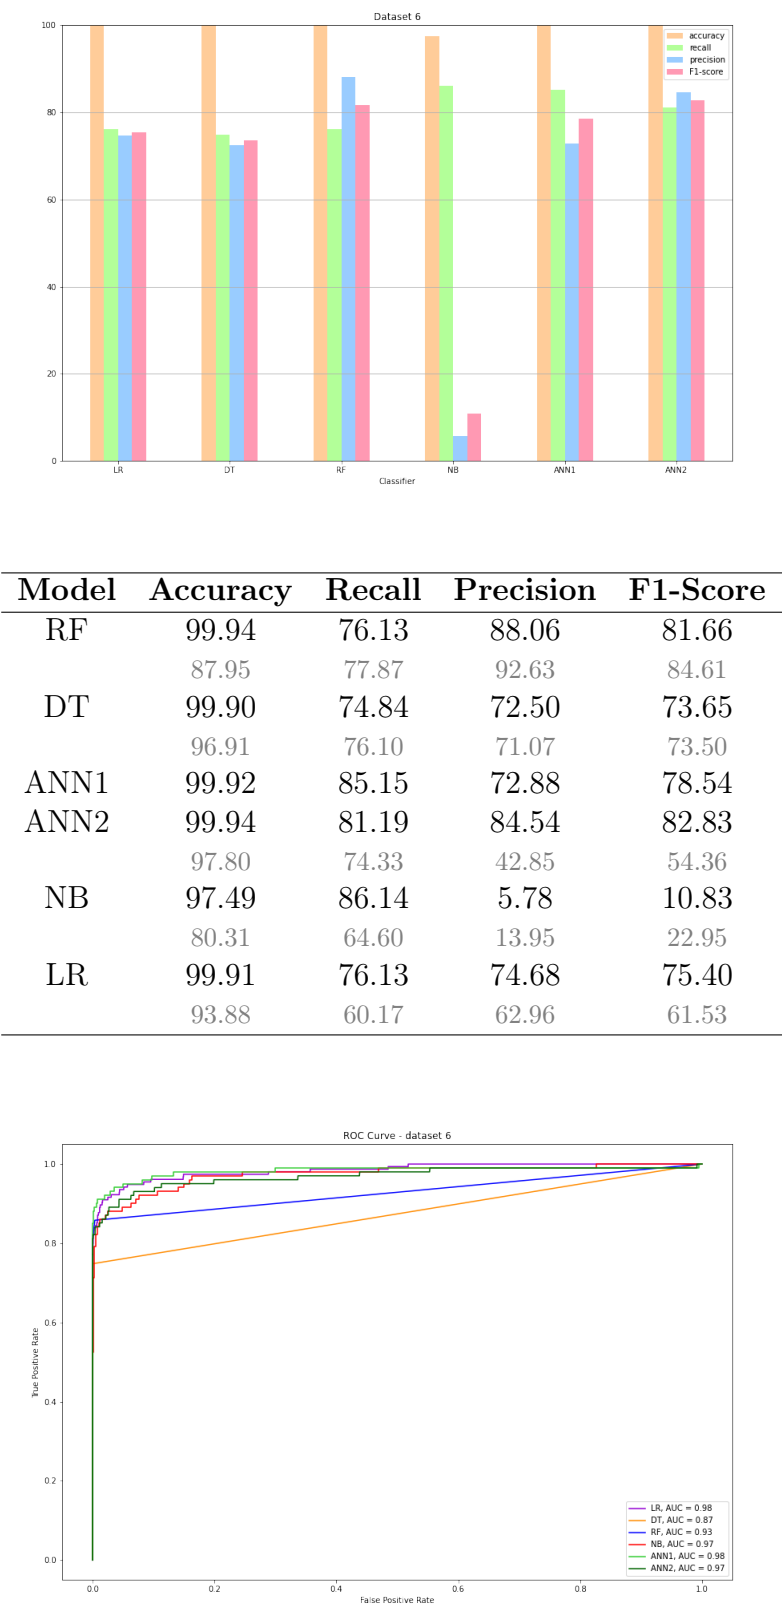 Dataset 6
100
80
60
40
20
0
accuracy
recall
precision
F1-score
LR DT RF NB ANN1 ANN2
Classifier
Model Accuracy Recall Precision F1-Score
RF 99.94 76.13 88.06 81.66
87.95 77.87 92.63 84.61
DT 99.90 74.84 72.50 73.65
96.91 76.10 71.07 73.50
ANN1 99.92 85.15 72.88 78.54
ANN2 99.94 81.19 84.54 82.83
97.80 74.33 42.85 54.36
NB 97.49 86.14 5.78 10.83
80.31 64.60 13.95 22.95
LR 99.91 76.13 74.68 75.40
93.88 60.17 62.96 61.53
ROC Curve - dataset 6
True Positive Rate
1.0
0.8
0.6
0.4
0.2
0.0
LR, AUC = 0.98
DT, AUC = 0.87
RF, AUC = 0.93
NB, AUC = 0.97
ANN1, AUC = 0.98
ANN2, AUC = 0.97
0.0 0.2 0.4 0.6 0.8 1.0
False Positive Rate